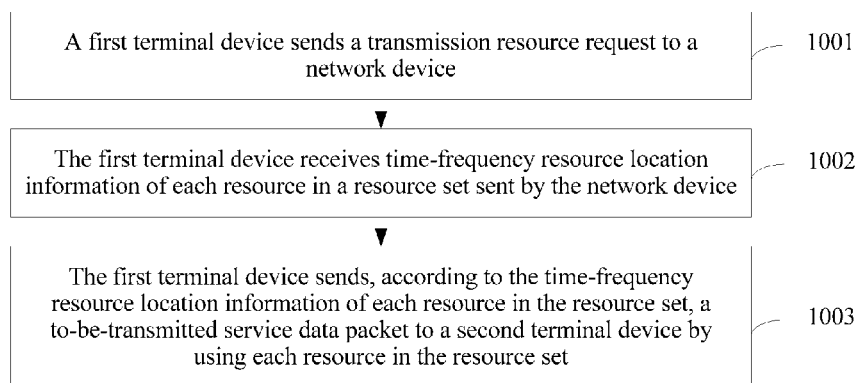 A first terminal device sends a transmission resource request to a
network device
1001
The first terminal device receives time-frequency resource location
information of each resource in a resource set sent by the network device
1002
The first terminal device sends, according to the time-frequency
resource location information of each resource in the resource set, a
to-be-transmitted service data packet to a second terminal device by
using each resource in the resource set
1003